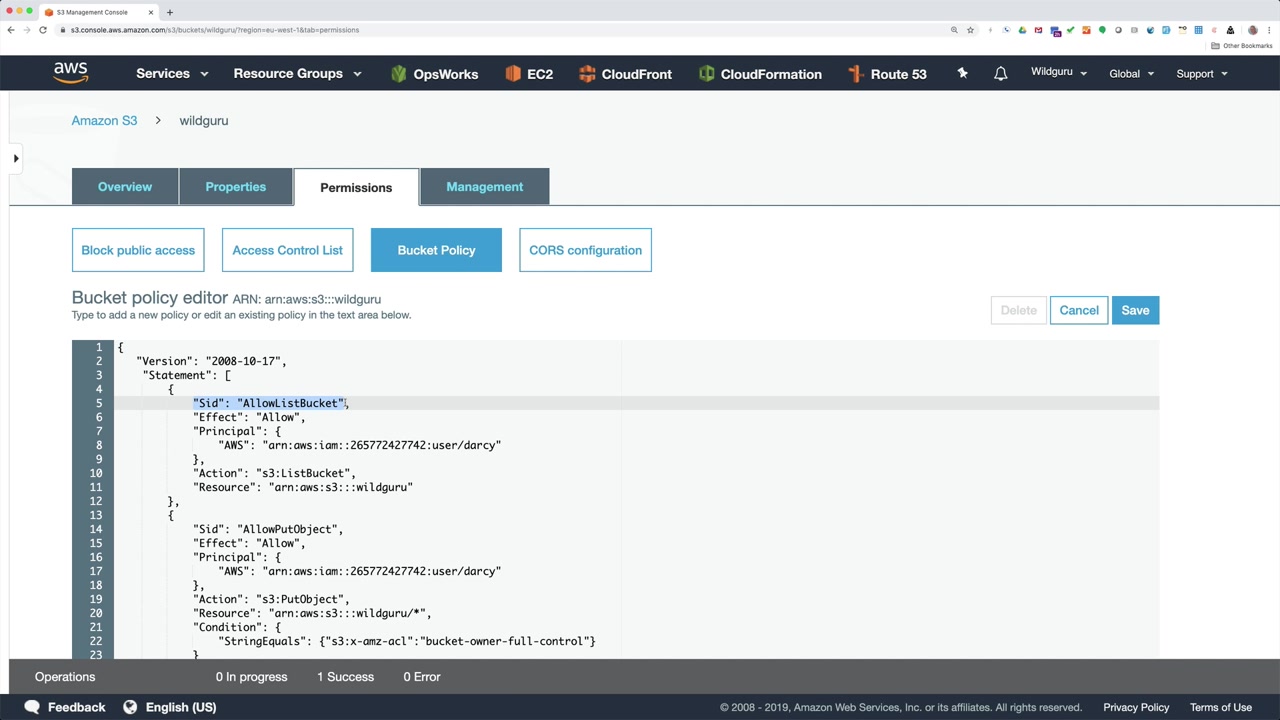 S3 Management Console
s3.console.aws.amazon.com/s3/buckets/wildguru/?region=eu-west-1&tab=permissions
Other Bookmarks
aws Services Resource Groups OpsWorks EC2 CloudFront CloudFormation Route 53 Wildguru Global Support
Amazon S3 > wildguru
Overview Properties Permissions Management
Block public access Access Control List Bucket Policy CORS configuration
Bucket policy editor ARN: arn:aws:s3:::wildguru
Type to add a new policy or edit an existing policy in the text area below.
Delete Cancel Save
1 {
2 "Version": "2008-10-17",
3 "Statement": [
4 {
5 "Sid": "AllowListBucket",
6 "Effect": "Allow",
7 "Principal": {
8 "AWS": "arn:aws:iam::265772427742:user/darcy"
9 },
10 "Action": "s3:ListBucket",
11 "Resource": "arn:aws:s3:::wildguru"
12 },
13 {
14 "Sid": "AllowPutObject",
15 "Effect": "Allow",
16 "Principal": {
17 "AWS": "arn:aws:iam::265772427742:user/darcy"
18 },
19 "Action": "s3:PutObject",
20 "Resource": "arn:aws:s3:::wildguru/*",
21 "Condition": {
22 "StringEquals": {"s3:x-amz-acl":"bucket-owner-full-control"}
23 }
Operations 0 In progress 1 Success 0 Error
Feedback English (US) © 2008 - 2019, Amazon Web Services, Inc. or its affiliates. All rights reserved. Privacy Policy Terms of Use